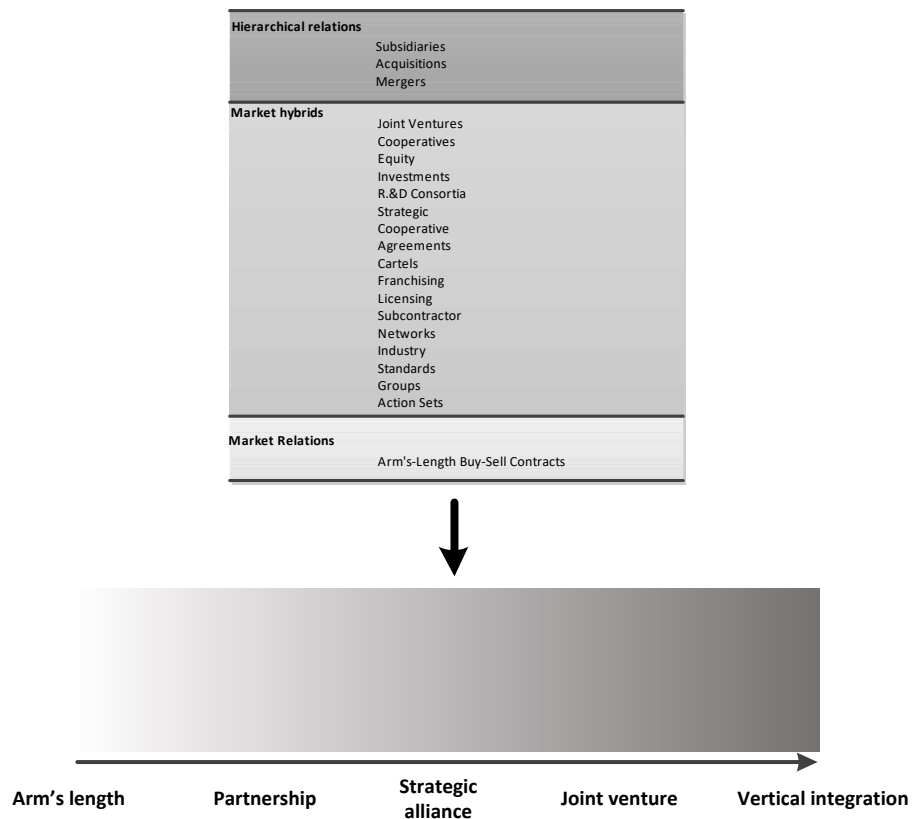 Hierarchical relations
Subsidiaries
Acquisitions
Mergers
Market hybrids
Joint Ventures
Cooperatives
Equity
Investments
R.&D Consortia
Strategic
Cooperative
Agreements
Cartels
Franchising
Licensing
Subcontractor
Networks
Industry
Standards
Groups
Action Sets
Market Relations
Arm's-Length Buy-Sell Contracts
Arm’s length
Partnership
Strategic
alliance
Joint venture
Vertical integration